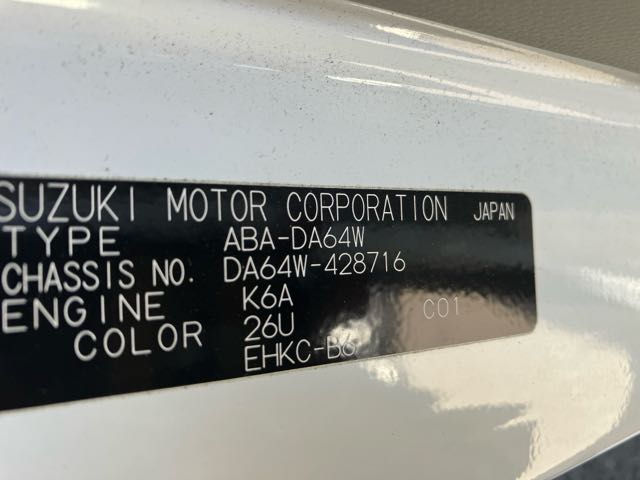 SUZUKI MOTOR CORPORATION JAPAN
TYPE ABA-DA64W
CHASSIS NO. DA64W-428716
ENGINE K6A C01
COLOR 26U
EHKC-B6